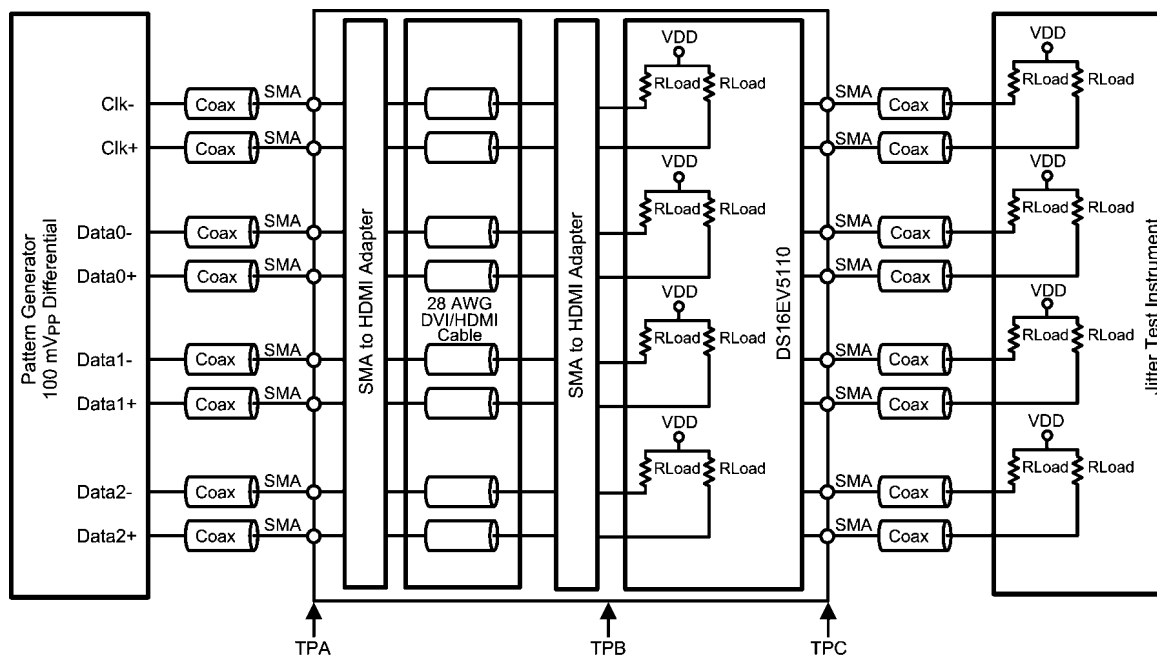 Pattern Generator
100 mVPP Differential
Clk-
Clk+
Data0-
Data0+
Data1-
Data1+
Data2-
Data2+
Coax
Coax
Coax
Coax
Coax
Coax
Coax
Coax
SMA
SMA
SMA
SMA
SMA
SMA
SMA
SMA
SMA to HDMI Adapter
28 AWG
DVI/HDMI
Cable
SMA to HDMI Adapter
VDD
RLoad
RLoad
VDD
RLoad
RLoad
VDD
RLoad
RLoad
VDD
RLoad
RLoad
DS16EV5110
SMA
SMA
SMA
SMA
SMA
SMA
SMA
SMA
Coax
Coax
Coax
Coax
Coax
Coax
Coax
Coax
VDD
RLoad
RLoad
VDD
RLoad
RLoad
VDD
RLoad
RLoad
VDD
RLoad
RLoad
Jitter Test Instrument
TPA
TPB
TPC